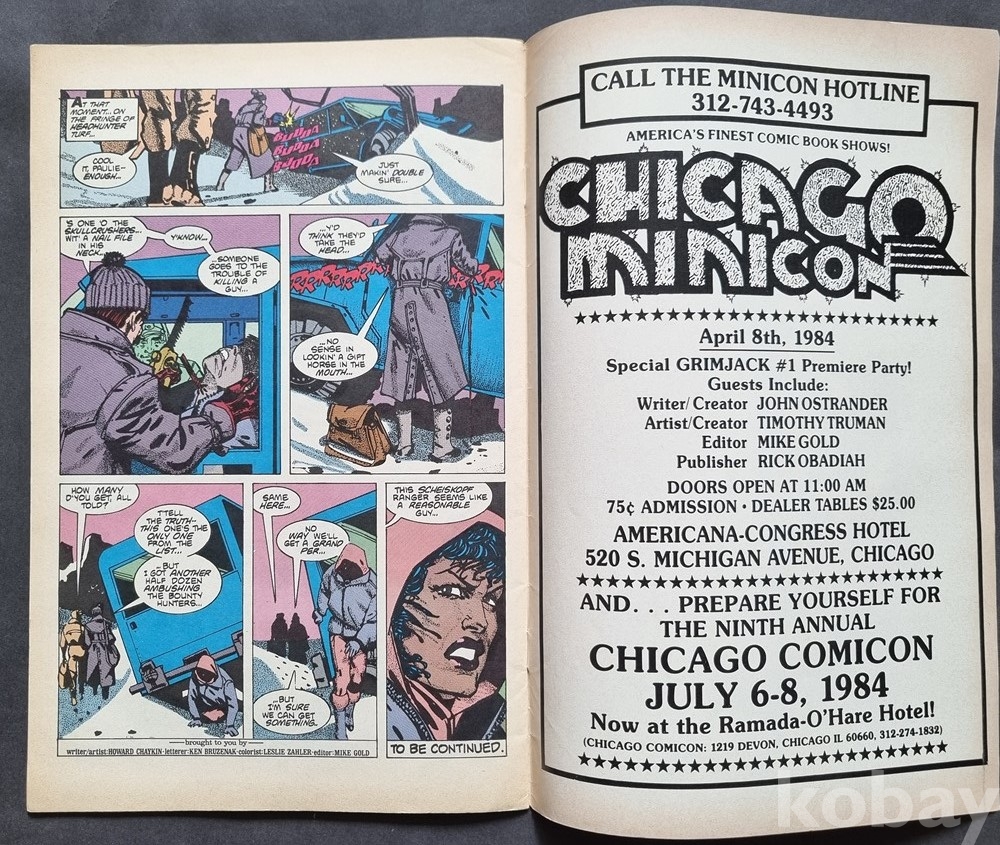 AT THAT
MOMENT... ON
THE FRINGE OF
HEADHUNTER
TURF...
COOL
IT, PAULIE-
ENOUGH...
BUDDA
BUDDA
BUDDA
JUST
MAKIN' DOUBLE
SURE...
'S ONE O' THE
SKULLCRUSHERS...
WIT' A NAIL FILE
IN HIS
NECK...
Y'KNOW...
...SOMEONE
GOES TO THE
TROUBLE OF
KILLING A
GUY...
...Y'D
THINK THEY'D
TAKE THE
HEAD...
...NO
SENSE IN
LOOKIN' A GIFT
HORSE IN THE
MOUTH...
HOW MANY
D'YOU GET, ALL
TOLD?
T'TELL
THE TRUTH--
THIS ONE'S THE
ONLY ONE
FROM THE
LIST...
...BUT
I GOT ANOTHER
HALF DOZEN
AMBUSHING
THE BOUNTY
HUNTERS...
SAME
HERE...
NO
WAY WE'LL
GET A GRAND
PER...
...BUT
I'M SURE
WE CAN GET
SOMETHING..
THIS SCHEISKOPF
RANGER SEEMS LIKE
A REASONABLE
GUY...
brought to you by
writer/artist: HOWARD CHAYKIN-letterer: KEN BRUZENAK-colorist: LESLIE ZAHLER-editor: MIKE GOLD
TO BE CONTINUED.
CALL THE MINICON HOTLINE
312-743-4493
AMERICA'S FINEST COMIC BOOK SHOWS!
CHICAGO
MINICON
April 8th, 1984
Special GRIMJACK #1 Premiere Party!
Guests Include:
Writer/Creator JOHN OSTRANDER
Artist/Creator TIMOTHY TRUMAN
Editor MIKE GOLD
Publisher RICK OBADIAH
DOORS OPEN AT 11:00 AM
75¢ ADMISSION • DEALER TABLES $25.00
AMERICANA-CONGRESS HOTEL
520 S. MICHIGAN AVENUE, CHICAGO
AND... PREPARE YOURSELF FOR
THE NINTH ANNUAL
CHICAGO COMICON
JULY 6-8, 1984
Now at the Ramada-O'Hare Hotel!
(CHICAGO COMICON: 1219 DEVON, CHICAGO IL 60660, 312-274-1832)
kobay